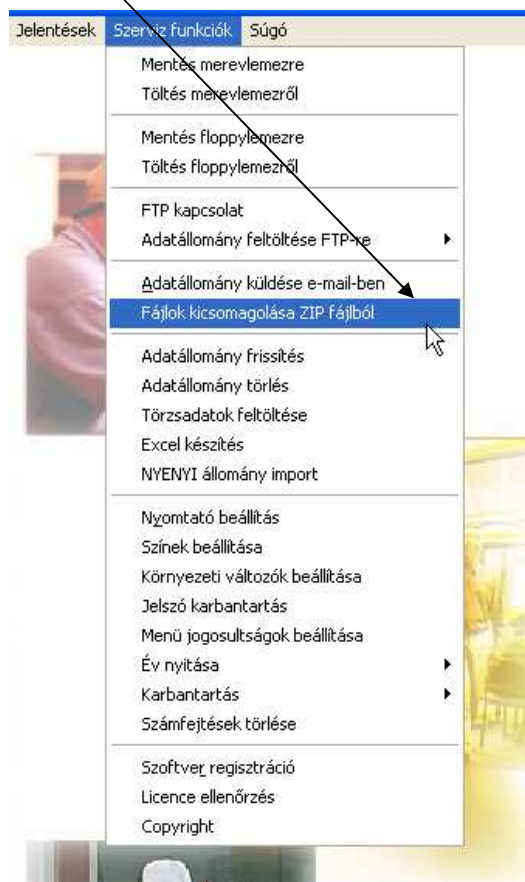 Jelentések Szerviz funkciók Súgó
Mentés merevlemezre
Töltés merevlemezről
Mentés floppylemezre
Töltés floppylemezről
FTP kapcsolat
Adatállomány feltöltése FTP-re
Adatállomány küldése e-mail-ben
Fájlok kicsomagolása ZIP fájlból
Adatállomány frissítés
Adatállomány törlés
Törzsadatok feltöltése
Excel készítés
NYENYI állomány import
Nyomtató beállítás
Színek beállítása
Környezeti változók beállítása
Jelszó karbantartás
Menü jogosultságok beállítása
Év nyitása
Karbantartás
Számfejtések törlése
Szoftver regisztráció
Licence ellenőrzés
Copyright